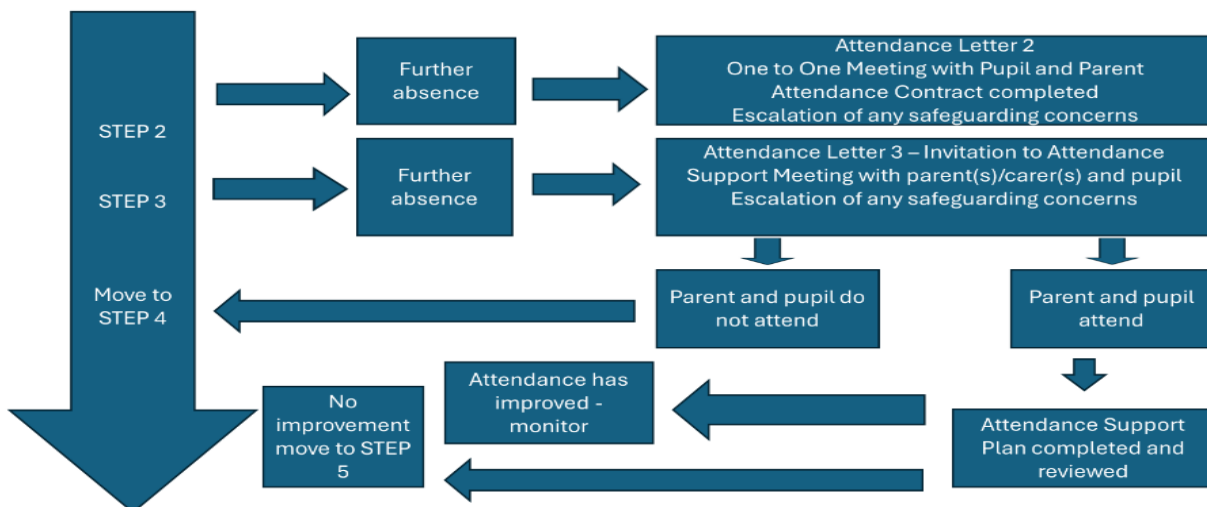 STEP 2
Further
absence
Attendance Letter 2
One to One Meeting with Pupil and Parent
Attendance Contract completed
Escalation of any safeguarding concerns
STEP 3
Further
absence
Attendance Letter 3 – Invitation to Attendance
Support Meeting with parent(s)/carer(s) and pupil
Escalation of any safeguarding concerns
Move to
STEP 4
Parent and pupil do
not attend
Parent and pupil
attend
No
improvement
move to STEP
5
Attendance has
improved -
monitor
Attendance Support
Plan completed and
reviewed